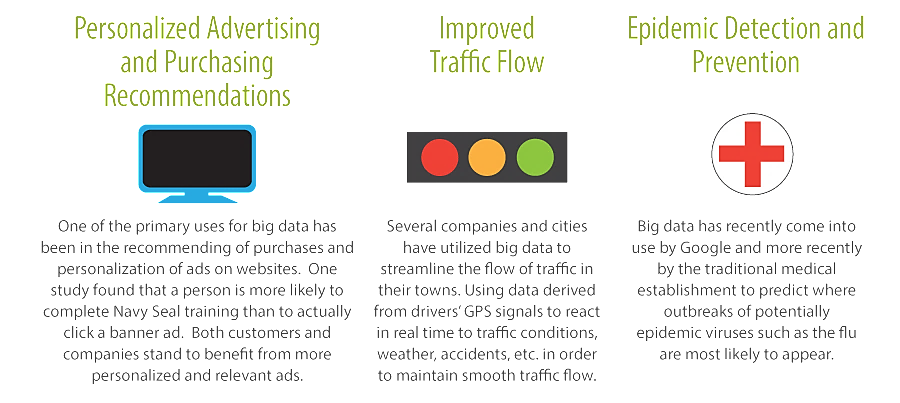 Personalized Advertising
and Purchasing
Recommendations
One of the primary uses for big data has
been in the recommending of purchases and
personalization of ads on websites. One
study found that a person is more likely to
complete Navy Seal training than to actually
click a banner ad. Both customers and
companies stand to benefit from more
personalized and relevant ads.
Improved
Traffic Flow
Several companies and cities
have utilized big data to
streamline the flow of traffic in
their towns. Using data derived
from drivers' GPS signals to react
in real time to traffic conditions,
weather, accidents, etc. in order
to maintain smooth traffic flow.
Epidemic Detection and
Prevention
Big data has recently come into
use by Google and more recently
by the traditional medical
establishment to predict where
outbreaks of potentially
epidemic viruses such as the flu
are most likely to appear.